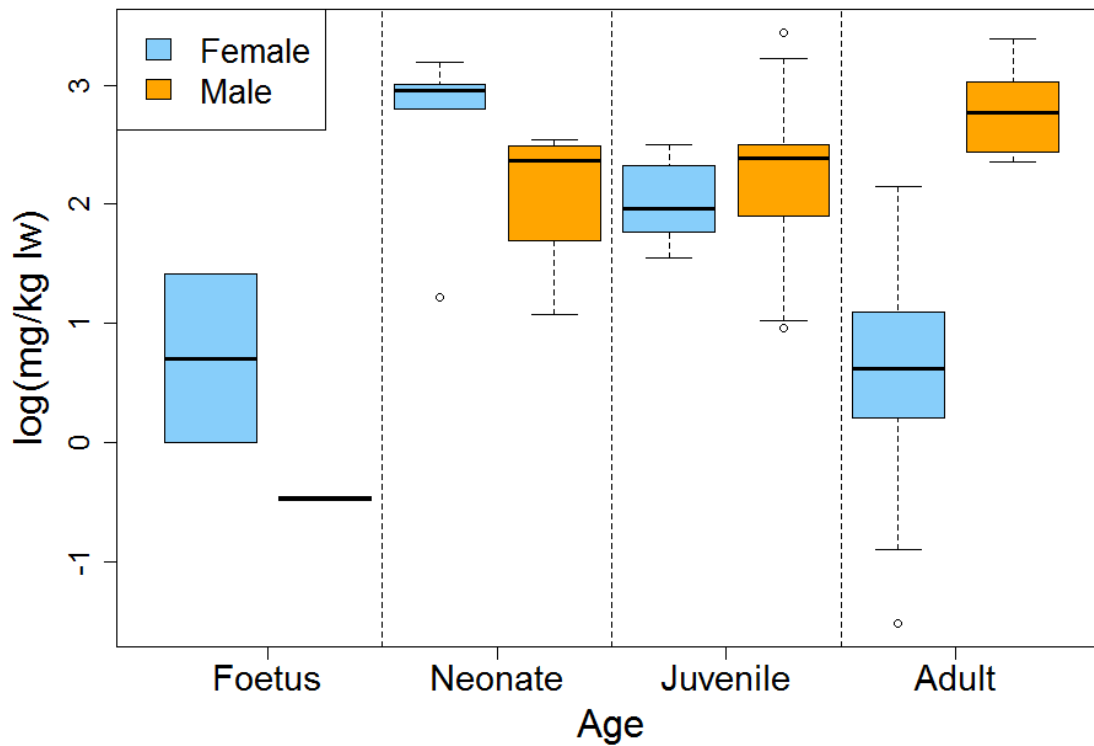 Female
Male
log(mg/kg lw)
3
2
1
0
-1
Foetus Neonate Juvenile Adult
Age